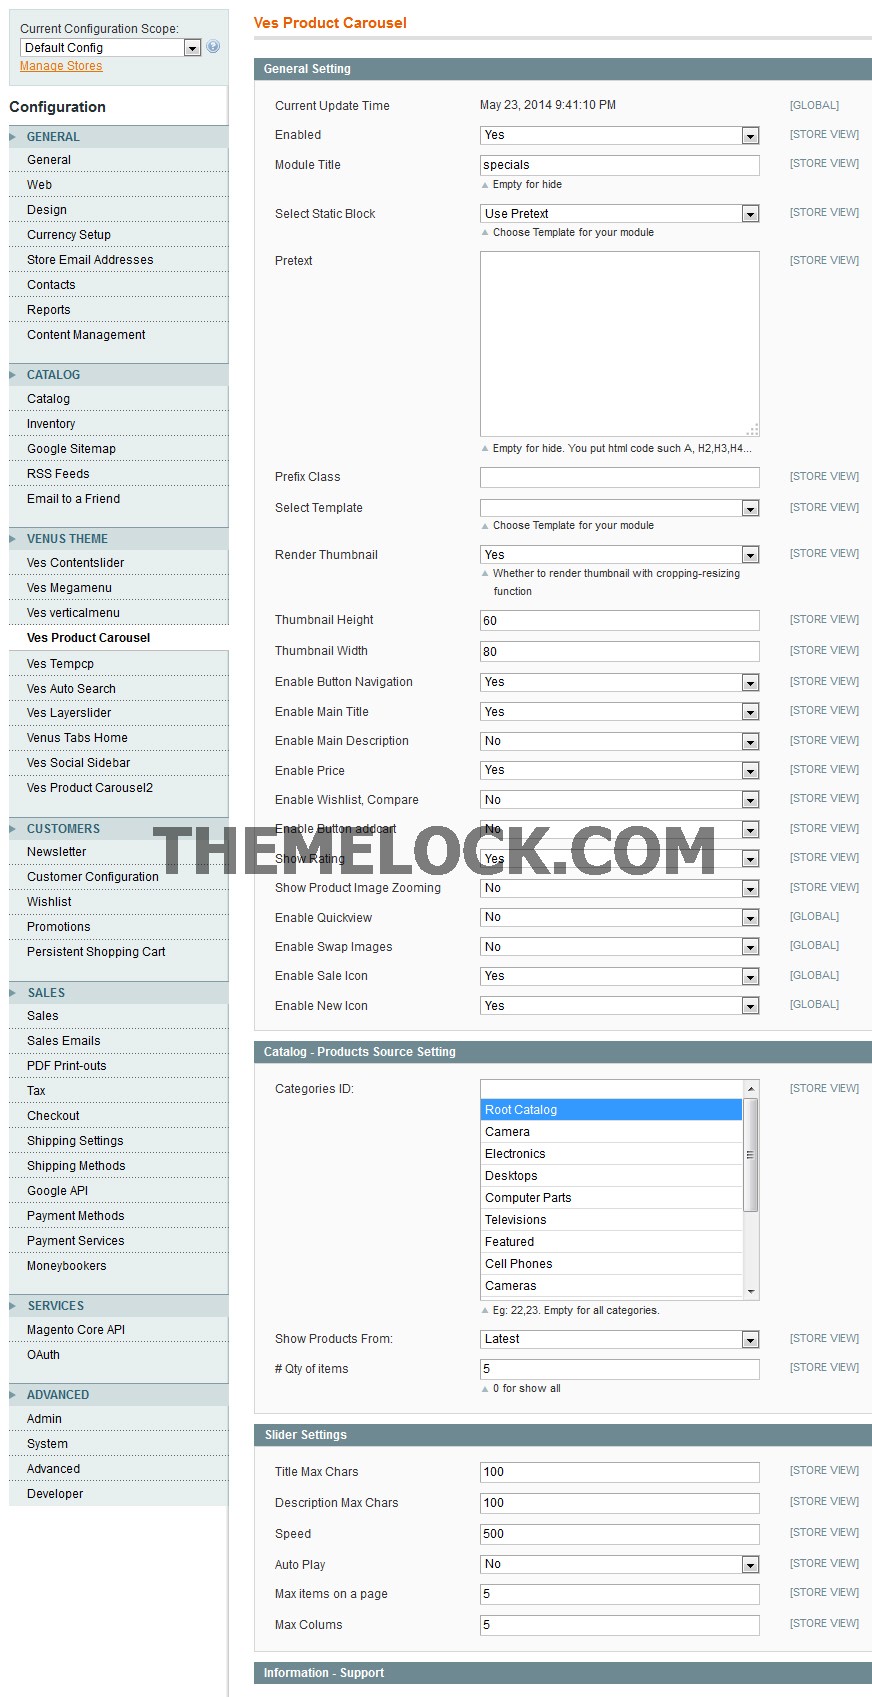 Current Configuration Scope:
Default Config
Manage Stores
Configuration
GENERAL
General
Web
Design
Currency Setup
Store Email Addresses
Contacts
Reports
Content Management
CATALOG
Catalog
Inventory
Google Sitemap
RSS Feeds
Email to a Friend
VENUS THEME
Ves Contentslider
Ves Megamenu
Ves verticalmenu
Ves Product Carousel
Ves Tempcp
Ves Auto Search
Ves Layerslider
Venus Tabs Home
Ves Social Sidebar
Ves Product Carousel2
CUSTOMERS
Newsletter
Customer Configuration
Wishlist
Promotions
Persistent Shopping Cart
SALES
Sales
Sales Emails
PDF Print-outs
Tax
Checkout
Shipping Settings
Shipping Methods
Google API
Payment Methods
Payment Services
Moneybookers
SERVICES
Magento Core API
OAuth
ADVANCED
Admin
System
Advanced
Developer
Ves Product Carousel
General Setting
Current Update Time May 23, 2014 9:41:10 PM [GLOBAL]
Enabled Yes [STORE VIEW]
Module Title specials [STORE VIEW]
Empty for hide
Select Static Block Use Pretext [STORE VIEW]
Choose Template for your module
Pretext [STORE VIEW]
Empty for hide. You put html code such A, H2,H3,H4...
Prefix Class [STORE VIEW]
Select Template [STORE VIEW]
Choose Template for your module
Render Thumbnail Yes [STORE VIEW]
Whether to render thumbnail with cropping-resizing
function
Thumbnail Height 60 [STORE VIEW]
Thumbnail Width 80 [STORE VIEW]
Enable Button Navigation Yes [STORE VIEW]
Enable Main Title Yes [STORE VIEW]
Enable Main Description No [STORE VIEW]
Enable Price Yes [STORE VIEW]
Enable Wishlist, Compare No [STORE VIEW]
Enable Button addcart No [STORE VIEW]
THEMELOCK.COM
Show Rating Yes [STORE VIEW]
Show Product Image Zooming No [STORE VIEW]
Enable Quickview No [GLOBAL]
Enable Swap Images No [GLOBAL]
Enable Sale Icon Yes [GLOBAL]
Enable New Icon Yes [GLOBAL]
Catalog - Products Source Setting
Categories ID: [STORE VIEW]
Root Catalog
Camera
Electronics
Desktops
Computer Parts
Televisions
Featured
Cell Phones
Cameras
Eg: 22,23. Empty for all categories.
Show Products From: Latest [STORE VIEW]
# Qty of items 5 [STORE VIEW]
0 for show all
Slider Settings
Title Max Chars 100 [STORE VIEW]
Description Max Chars 100 [STORE VIEW]
Speed 500 [STORE VIEW]
Auto Play No [STORE VIEW]
Max items on a page 5 [STORE VIEW]
Max Colums 5 [STORE VIEW]
Information - Support